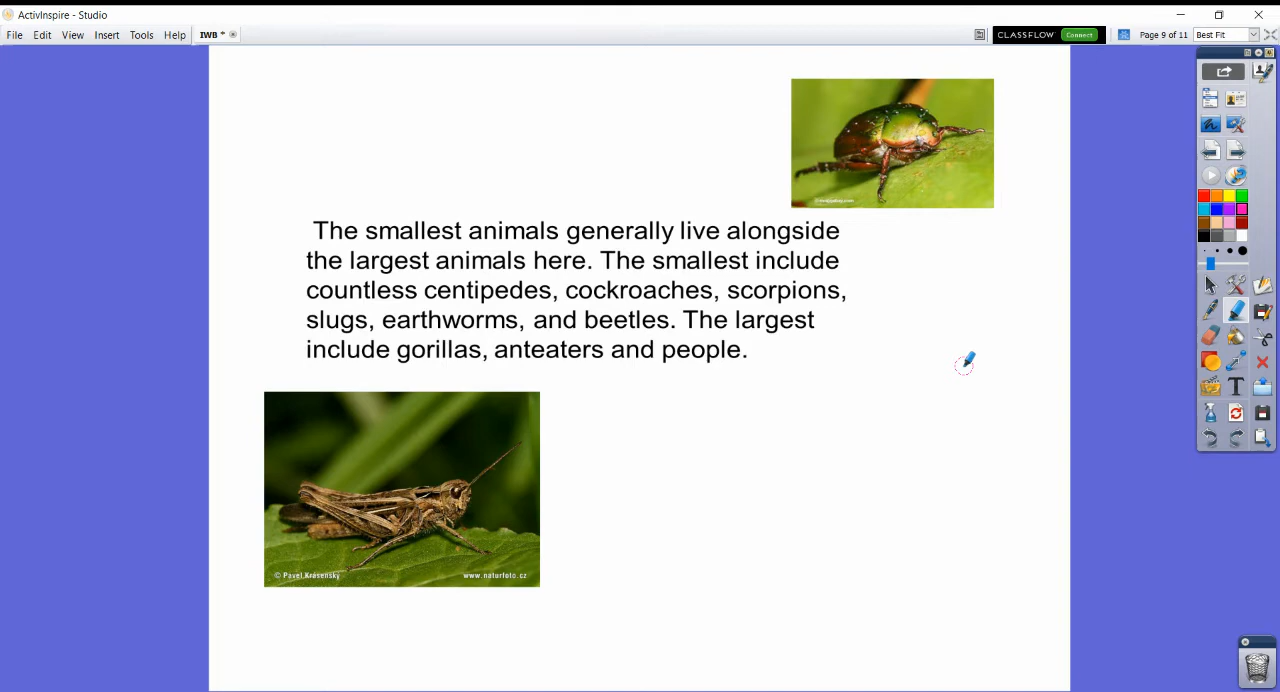 ActivInspire - Studio
File Edit View Insert Tools Help IWB * CLASSFLOW Connect Page 9 of 11 Best Fit
The smallest animals generally live alongside
the largest animals here. The smallest include
countless centipedes, cockroaches, scorpions,
slugs, earthworms, and beetles. The largest
include gorillas, anteaters and people.
© Pavel Krásenský www.naturfoto.cz